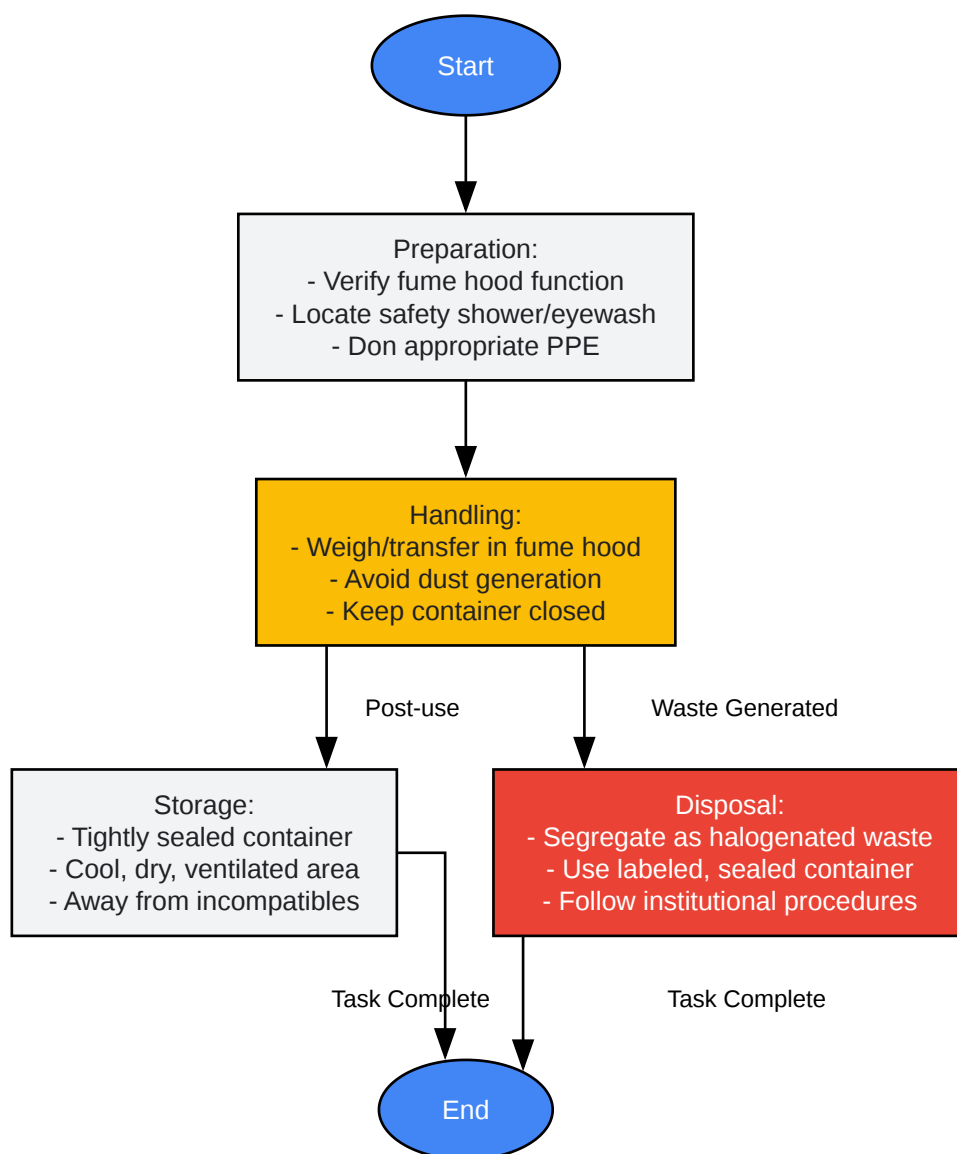 Start
Preparation:
- Verify fume hood function
- Locate safety shower/eyewash
- Don appropriate PPE
Handling:
- Weigh/transfer in fume hood
- Avoid dust generation
- Keep container closed
Post-use
Waste Generated
Storage:
- Tightly sealed container
- Cool, dry, ventilated area
- Away from incompatibles
Disposal:
- Segregate as halogenated waste
- Use labeled, sealed container
- Follow institutional procedures
Task Complete
Task Complete
End